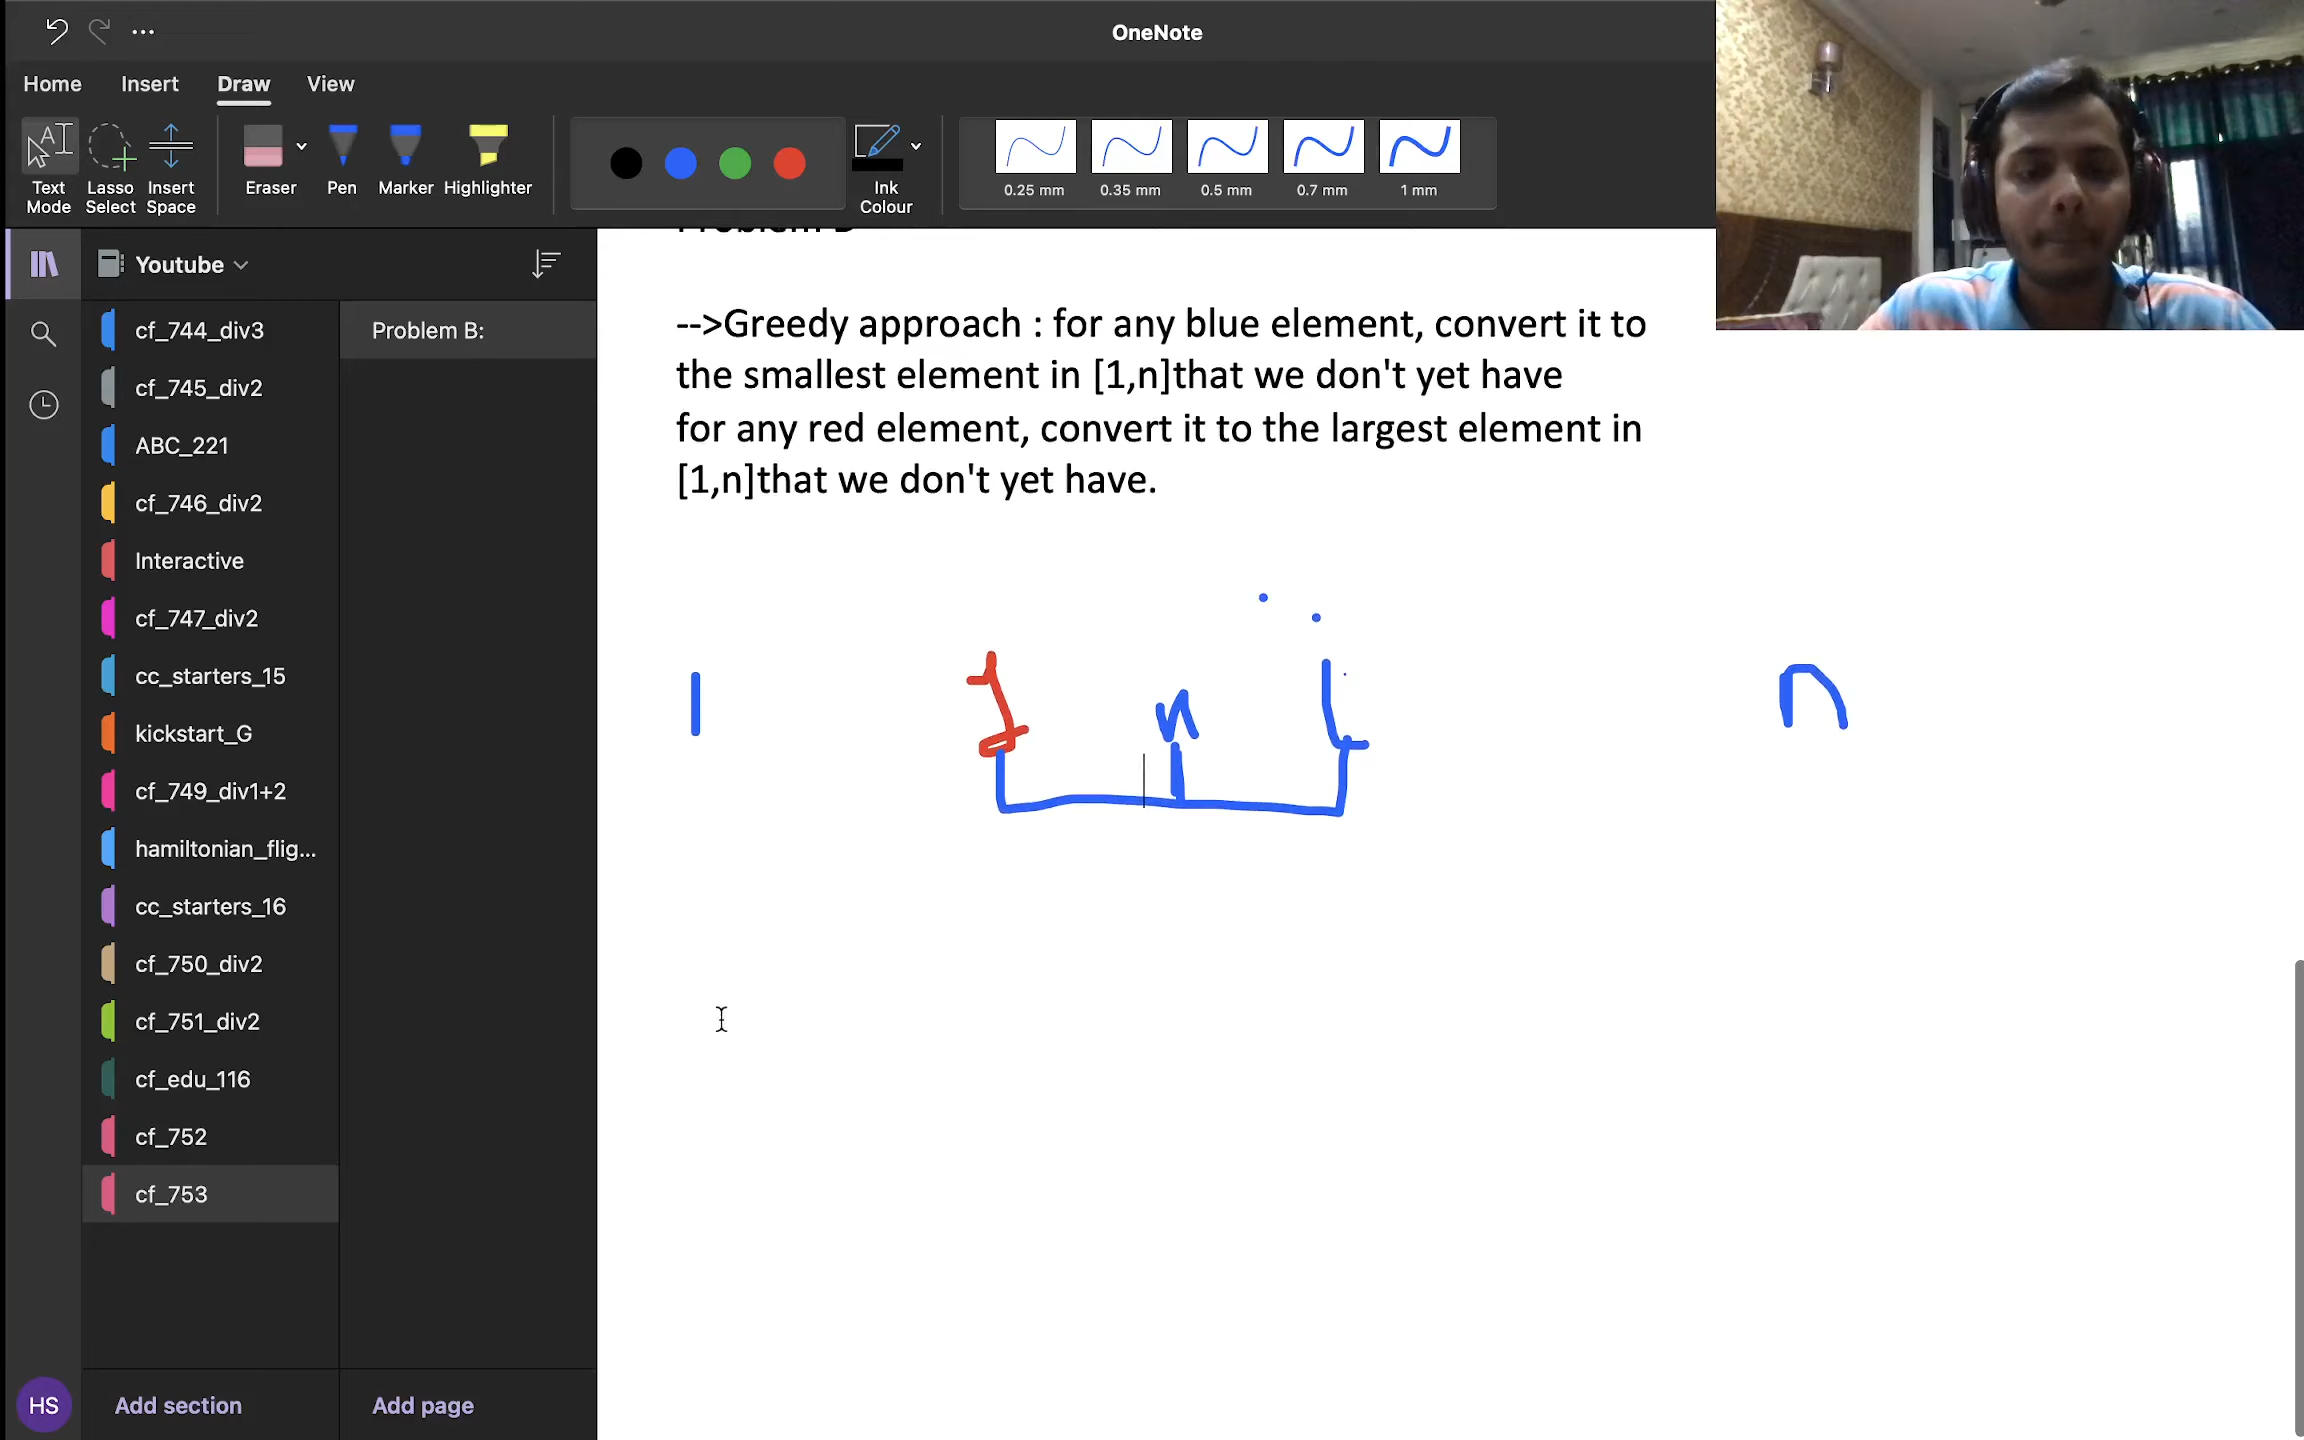 OneNote
Home Insert Draw View
Text Mode
Lasso Select
Insert Space
Eraser
Pen
Marker
Highlighter
Ink Colour
0.25 mm
0.35 mm
0.5 mm
0.7 mm
1 mm
Youtube
cf_744_div3
cf_745_div2
ABC_221
cf_746_div2
Interactive
cf_747_div2
cc_starters_15
kickstart_G
cf_749_div1+2
hamiltonian_flig...
cc_starters_16
cf_750_div2
cf_751_div2
cf_edu_116
cf_752
cf_753
Add section
HS
Problem B:
Add page
-->Greedy approach : for any blue element, convert it to
the smallest element in [1,n]that we don't yet have
for any red element, convert it to the largest element in
[1,n]that we don't yet have.
1
n
n